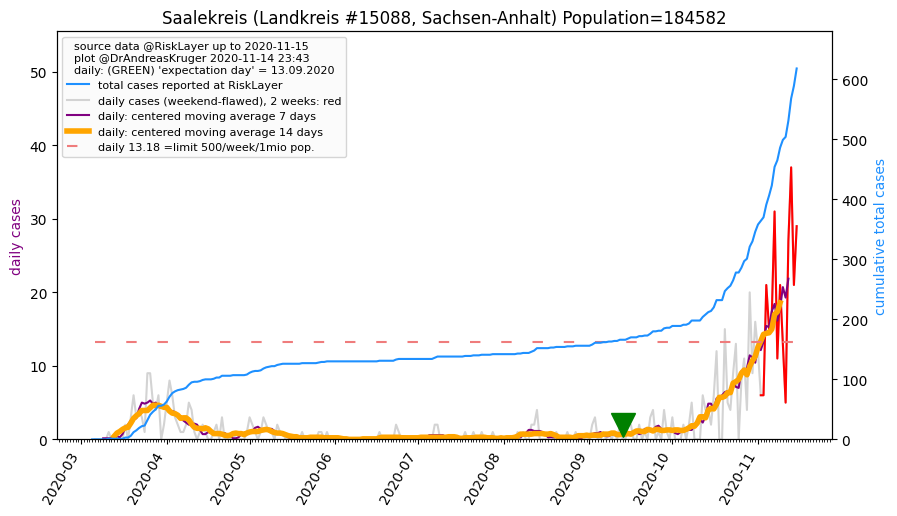 Saalekreis (Landkreis #15088, Sachsen-Anhalt) Population=184582
source data @RiskLayer up to 2020-11-15
plot @DrAndreasKruger 2020-11-14 23:43
daily: (GREEN) 'expectation day' = 13.09.2020
total cases reported at RiskLayer
daily cases (weekend-flawed), 2 weeks: red
daily: centered moving average 7 days
daily: centered moving average 14 days
daily 13.18 =limit 500/week/1mio pop.
daily cases
50
40
30
20
10
0
cumulative total cases
600
500
400
300
200
100
0
2020-03
2020-04
2020-05
2020-06
2020-07
2020-08
2020-09
2020-10
2020-11